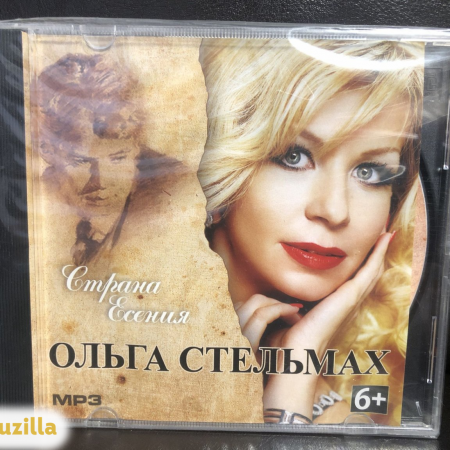 Страна
Есения
ОЛЬГА СТЕЛЬМАХ
MP3
6+
uzilla